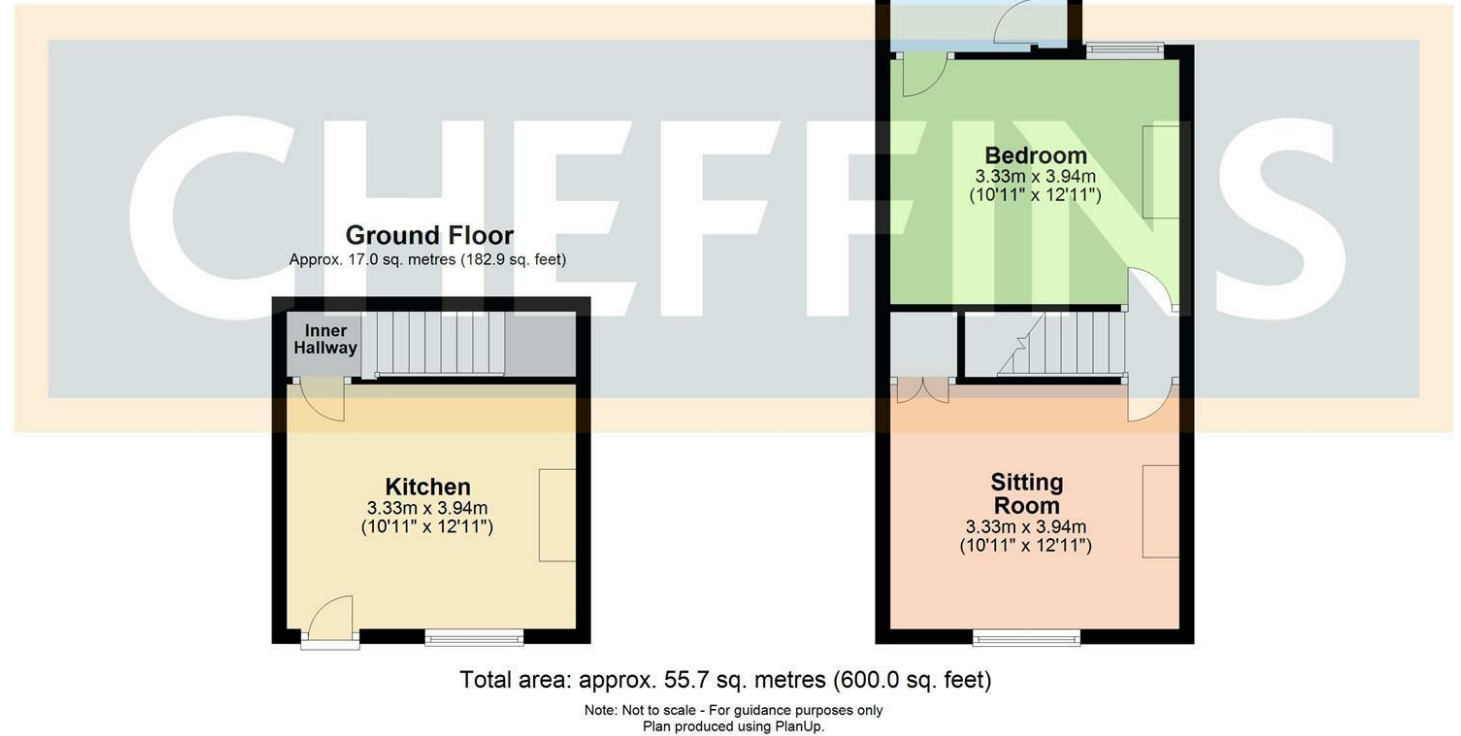 CHEFFINS
Ground Floor
Approx. 17.0 sq. metres (182.9 sq. feet)
Inner
Hallway
Kitchen
3.33m x 3.94m
(10'11" x 12'11")
Bedroom
3.33m x 3.94m
(10'11" x 12'11")
Sitting
Room
3.33m x 3.94m
(10'11" x 12'11")
Total area: approx. 55.7 sq. metres (600.0 sq. feet)
Note: Not to scale - For guidance purposes only
Plan produced using PlanUp.